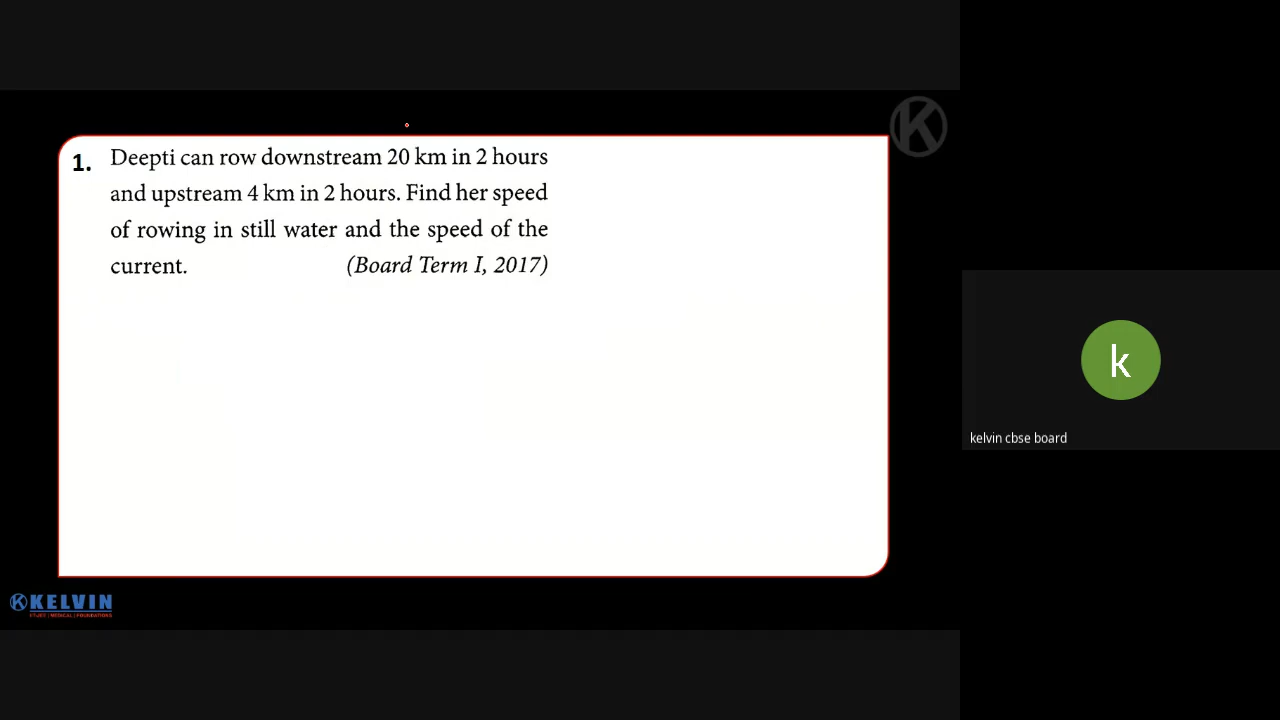 1. Deepti can row downstream 20 km in 2 hours
and upstream 4 km in 2 hours. Find her speed
of rowing in still water and the speed of the
current. (Board Term I, 2017)
K
k
kelvin cbse board
KELVIN